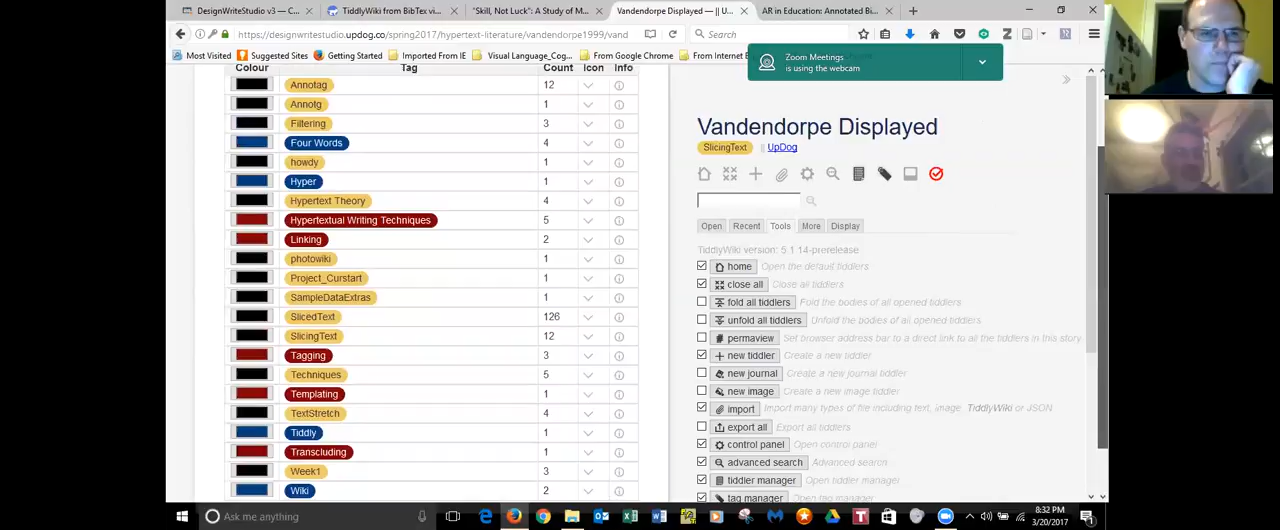 DesignWriteStudio v3 — C...
TiddlyWiki from BibTex vi...
"Skill, Not Luck": A Study of M...
Vandendorpe Displayed — || U...
AR in Education: Annotated Bi...
https://designwritestudio.updog.co/spring2017/hypertext-literature/vandendorpe1999/vand
Search
Most Visited
Suggested Sites
Getting Started
Imported From IE
Visual Language_Cog...
From Google Chrome
From Internet E
Zoom Meetings
is using the webcam
Colour Tag Count Icon Info
Annotag 12
Annotg 1
Filtering 3
Four Words 4
howdy 1
Hyper 1
Hypertext Theory 4
Hypertextual Writing Techniques 5
Linking 2
photowiki 1
Project_Curstart 1
SampleDataExtras 1
SlicedText 126
SlicingText 12
Tagging 3
Techniques 5
Templating 1
TextStretch 4
Tiddly 1
Transcluding 1
Week1 3
Wiki 2
Vandendorpe Displayed
SlicingText || UpDog
Open Recent Tools More Display
TiddlyWiki version: 5.1.14-prerelease
home Open the default tiddlers
close all Close all tiddlers
fold all tiddlers Fold the bodies of all opened tiddlers
unfold all tiddlers Unfold the bodies of all opened tiddlers
permaview Set browser address bar to a direct link to all the tiddlers in this story
new tiddler Create a new tiddler
new journal Create a new journal tiddler
new image Create a new image tiddler
import Import many types of file including text, image, TiddlyWiki or JSON
export all Export all tiddlers
control panel Open control panel
advanced search Advanced search
tiddler manager Open tiddler manager
tag manager Open tag manager
Ask me anything
8:32 PM
3/20/2017